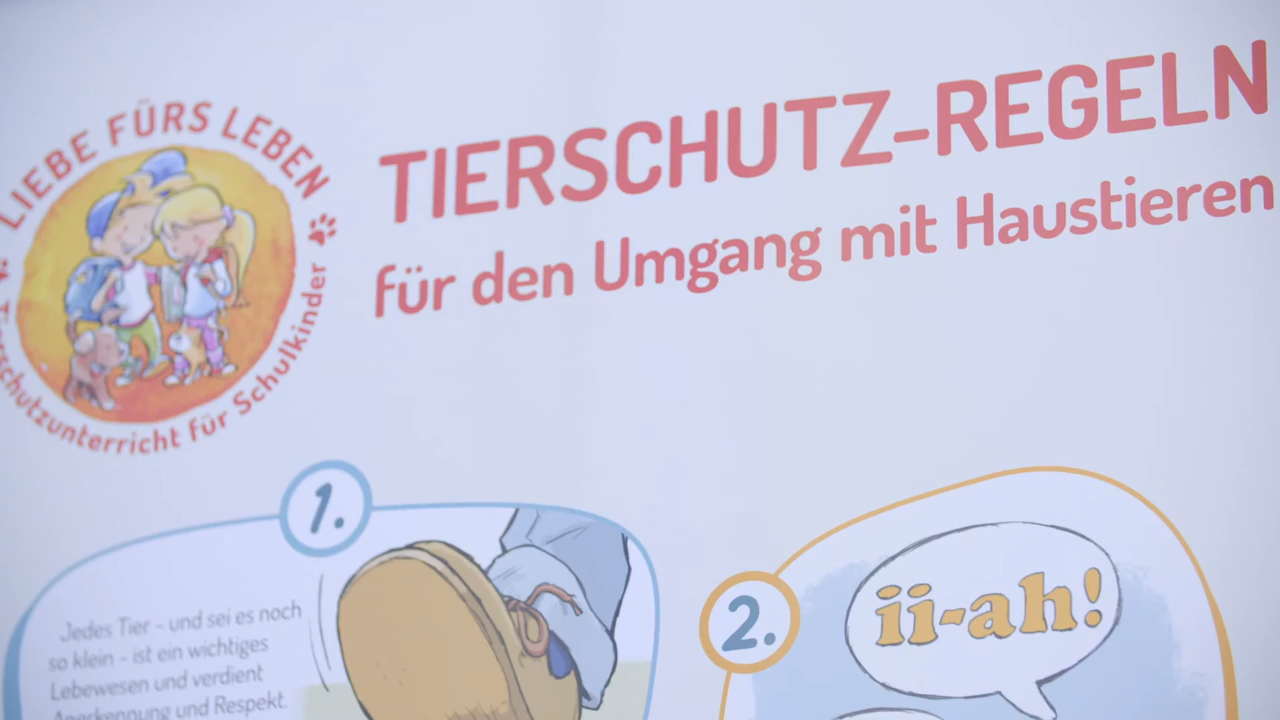 LIEBE FÜRS LEBEN
Tierschutzunterricht für Schulkinder
TIERSCHUTZ-REGELN
für den Umgang mit Haustieren
1.
Jedes Tier - und sei es noch
so klein - ist ein wichtiges
Lebewesen und verdient
Anerkennung und Respekt.
2.
ii-ah!